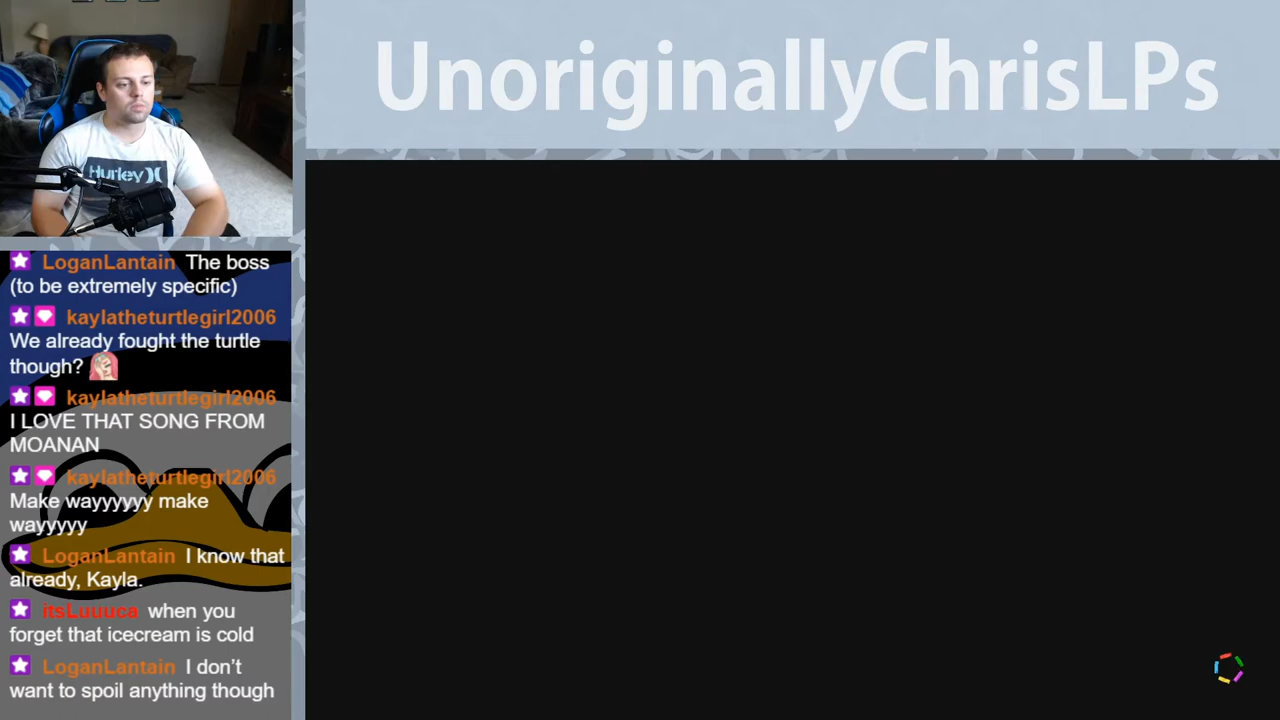 UnoriginallyChrisLPs
Hurley
LoganLantain The boss
(to be extremely specific)
kaylatheturtlegirl2006
We already fought the turtle
though?
kaylatheturtlegirl2006
I LOVE THAT SONG FROM
MOANAN
kaylatheturtlegirl2006
Make wayyyyyy make
wayyyyy
LoganLantain I know that
already, Kayla.
itsLuuuca when you
forget that icecream is cold
LoganLantain I don't
want to spoil anything though